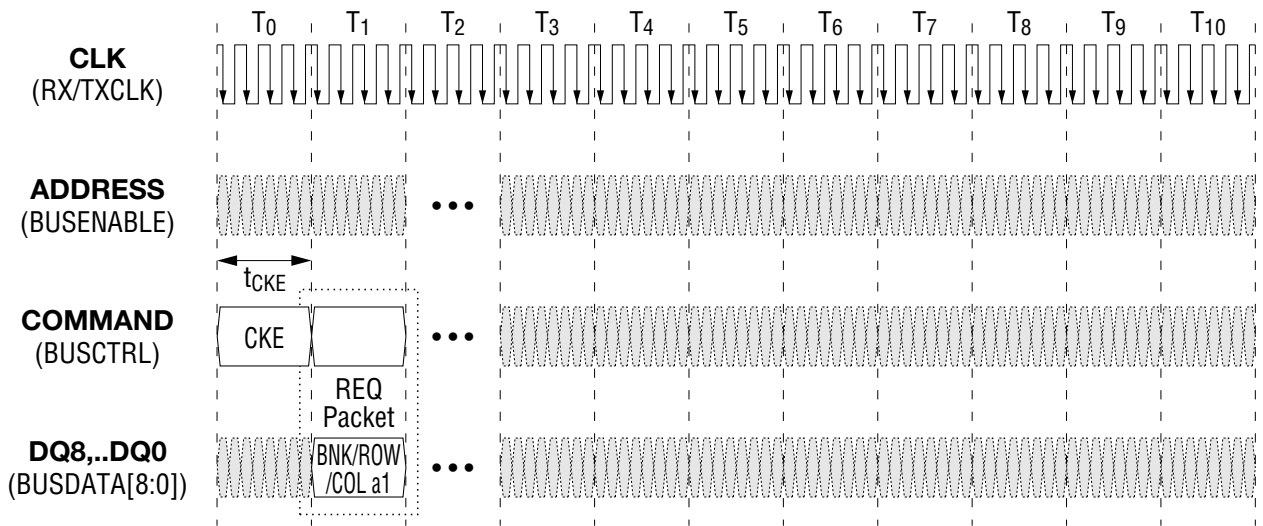 T0 T1 T2 T3 T4 T5 T6 T7 T8 T9 T10
CLK
(RX/TXCLK)
ADDRESS
(BUSENABLE)
•••
tCKE
COMMAND
(BUSCTRL)
CKE
•••
REQ
Packet
DQ8,..DQ0
(BUSDATA[8:0])
BNK/ROW
/COL a1
•••